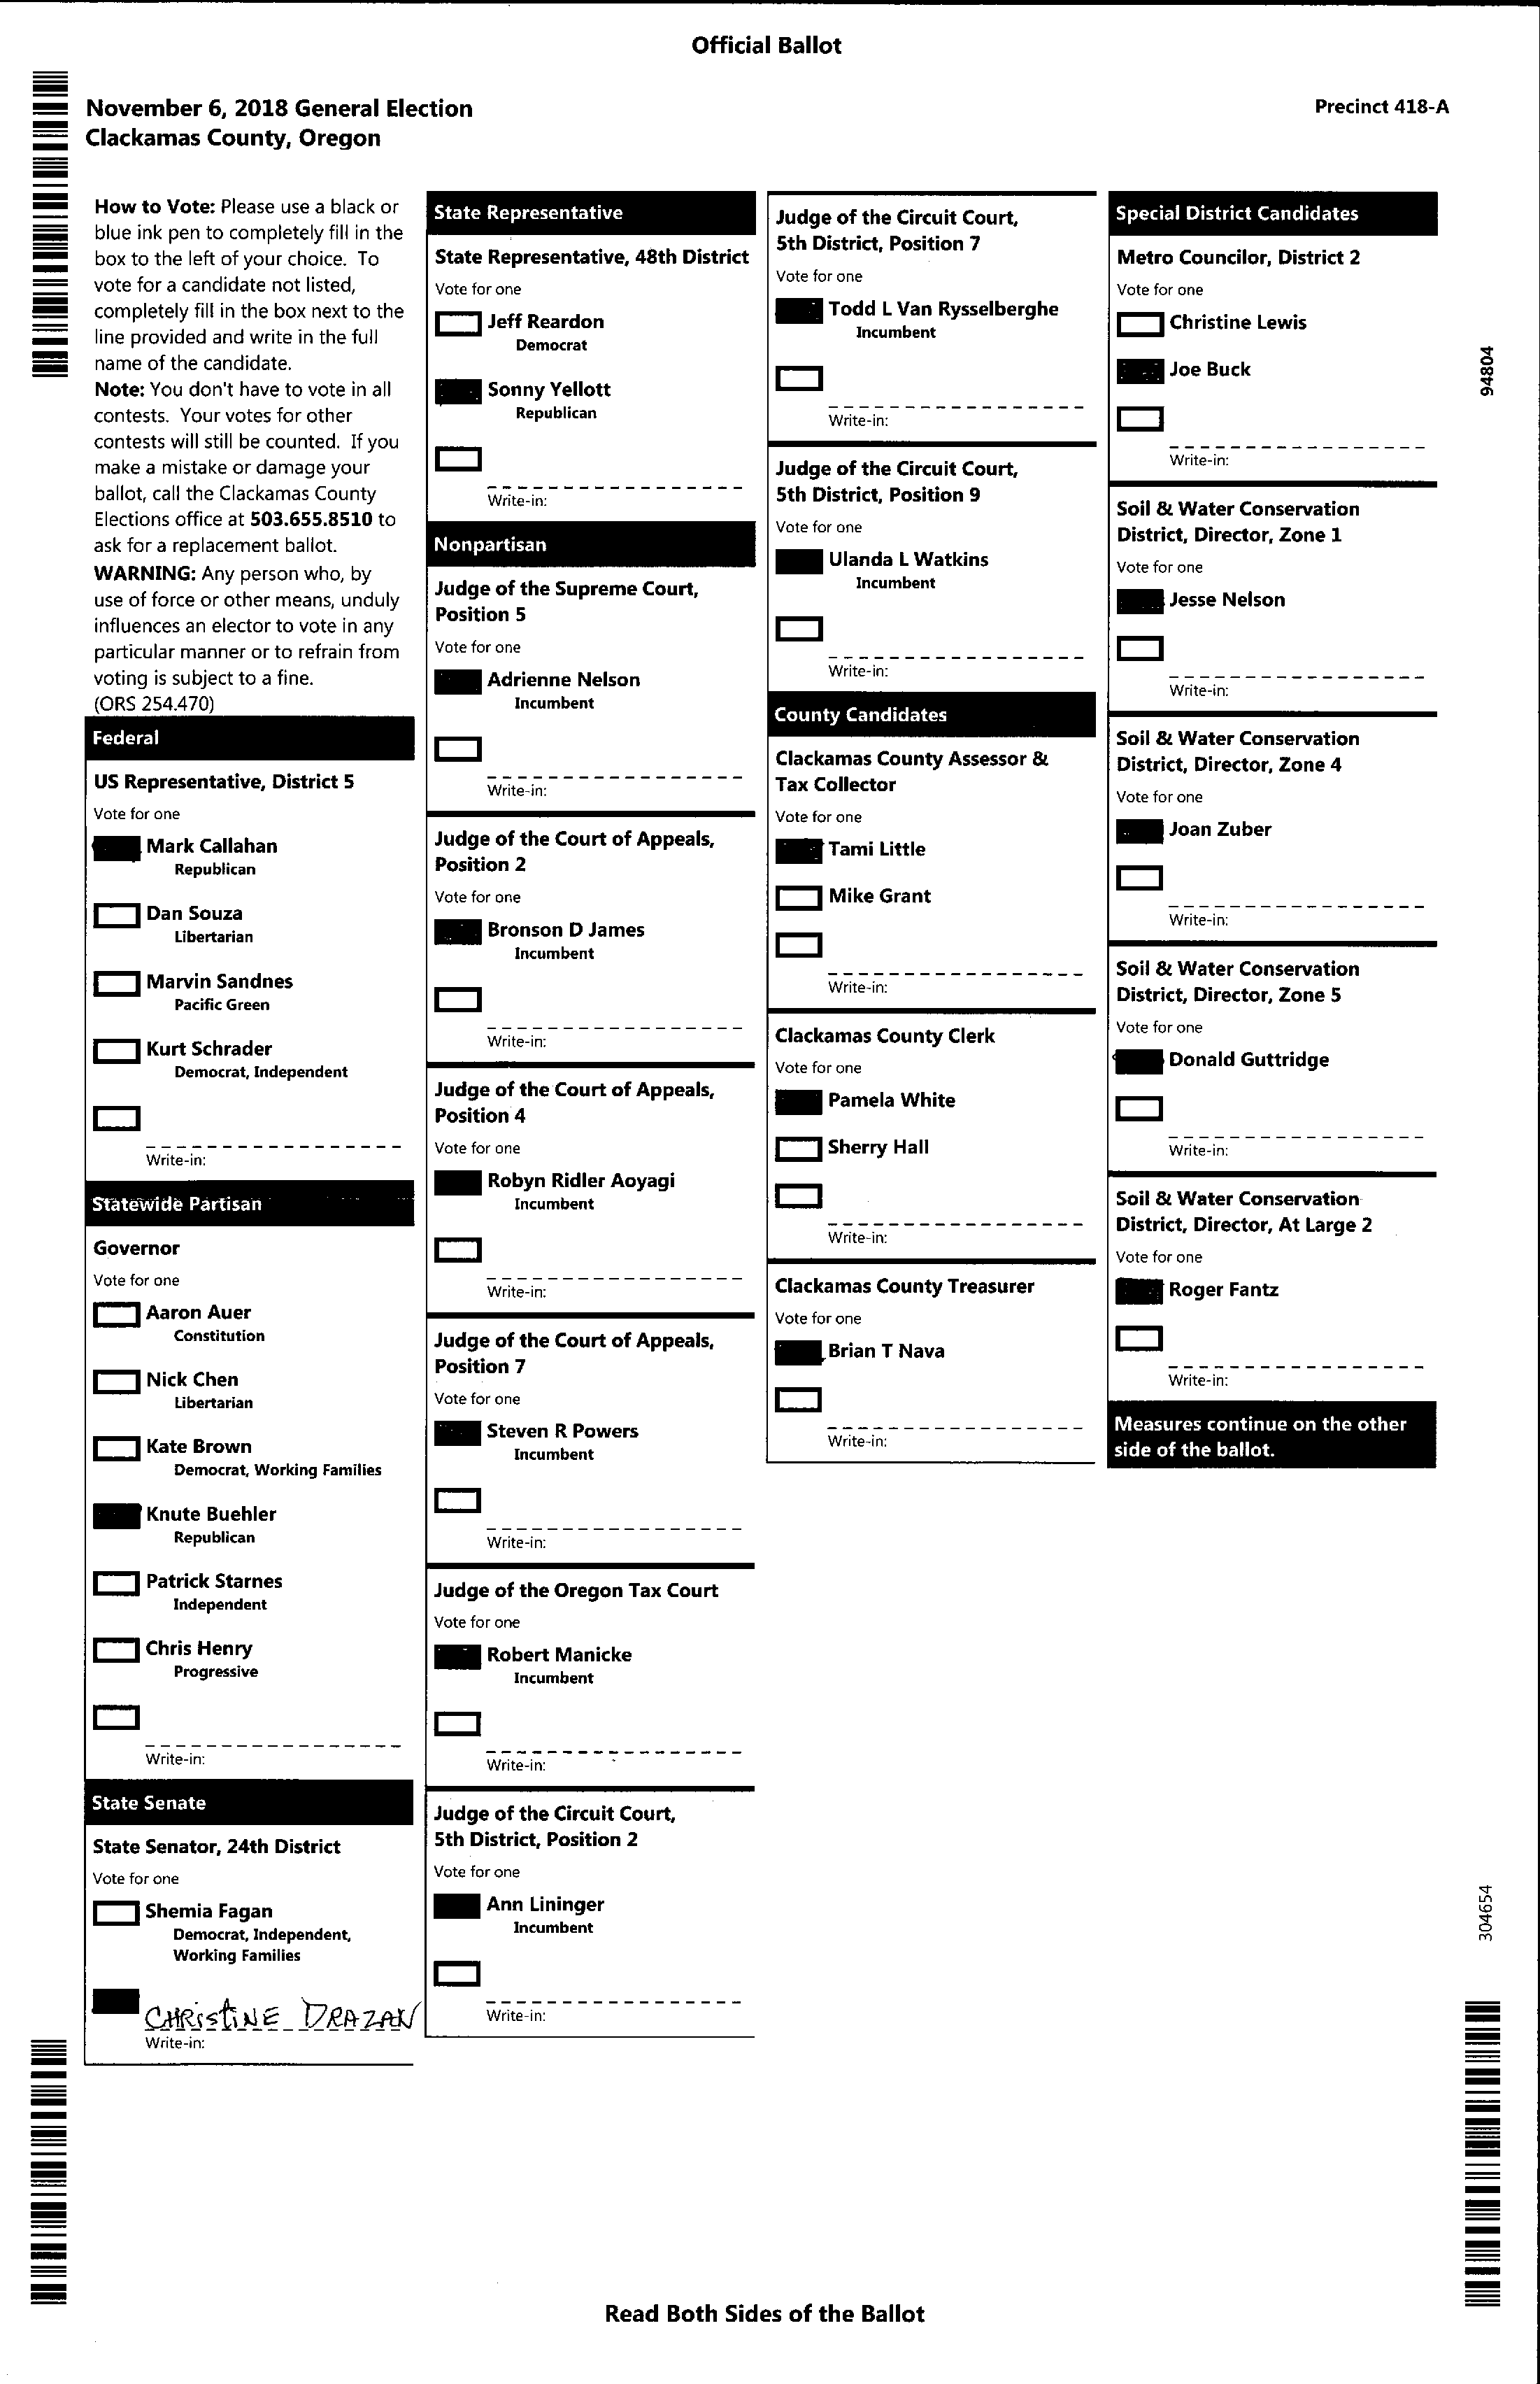 Official Ballot
November 6, 2018 General Election
Clackamas County, Oregon
Precinct 418-A
How to Vote: Please use a black or
blue ink pen to completely fill in the
box to the left of your choice. To
vote for a candidate not listed,
completely fill in the box next to the
line provided and write in the full
name of the candidate.
Note: You don't have to vote in all
contests. Your votes for other
contests will still be counted. If you
make a mistake or damage your
ballot, call the Clackamas County
Elections office at 503.655.8510 to
ask for a replacement ballot.
WARNING: Any person who, by
use of force or other means, unduly
influences an elector to vote in any
particular manner or to refrain from
voting is subject to a fine.
(ORS 254.470)
Federal
US Representative, District 5
Vote for one
Mark Callahan
Republican
Dan Souza
Libertarian
Marvin Sandnes
Pacific Green
Kurt Schrader
Democrat, Independent
Write-in:
Statewide Partisan
Governor
Vote for one
Aaron Auer
Constitution
Nick Chen
Libertarian
Kate Brown
Democrat, Working Families
Knute Buehler
Republican
Patrick Starnes
Independent
Chris Henry
Progressive
Write-in:
State Senate
State Senator, 24th District
Vote for one
Shemia Fagan
Democrat, Independent,
Working Families
CHRistiNE DRAZAN
Write-in:
State Representative
State Representative, 48th District
Vote for one
Jeff Reardon
Democrat
Sonny Yellott
Republican
Write-in:
Nonpartisan
Judge of the Supreme Court,
Position 5
Vote for one
Adrienne Nelson
Incumbent
Write-in:
Judge of the Court of Appeals,
Position 2
Vote for one
Bronson D James
Incumbent
Write-in:
Judge of the Court of Appeals,
Position 4
Vote for one
Robyn Ridler Aoyagi
Incumbent
Write-in:
Judge of the Court of Appeals,
Position 7
Vote for one
Steven R Powers
Incumbent
Write-in:
Judge of the Oregon Tax Court
Vote for one
Robert Manicke
Incumbent
Write-in:
Judge of the Circuit Court,
5th District, Position 2
Vote for one
Ann Lininger
Incumbent
Write-in:
Judge of the Circuit Court,
5th District, Position 7
Vote for one
Todd L Van Rysselberghe
Incumbent
Write-in:
Judge of the Circuit Court,
5th District, Position 9
Vote for one
Ulanda L Watkins
Incumbent
Write-in:
County Candidates
Clackamas County Assessor &
Tax Collector
Vote for one
Tami Little
Mike Grant
Write-in:
Clackamas County Clerk
Vote for one
Pamela White
Sherry Hall
Write-in:
Clackamas County Treasurer
Vote for one
Brian T Nava
Write-in:
Special District Candidates
Metro Councilor, District 2
Vote for one
Christine Lewis
Joe Buck
Write-in:
Soil & Water Conservation
District, Director, Zone 1
Vote for one
Jesse Nelson
Write-in:
Soil & Water Conservation
District, Director, Zone 4
Vote for one
Joan Zuber
Write-in:
Soil & Water Conservation
District, Director, Zone 5
Vote for one
Donald Guttridge
Write-in:
Soil & Water Conservation
District, Director, At Large 2
Vote for one
Roger Fantz
Write-in:
Measures continue on the other
side of the ballot.
94804
304654
Read Both Sides of the Ballot